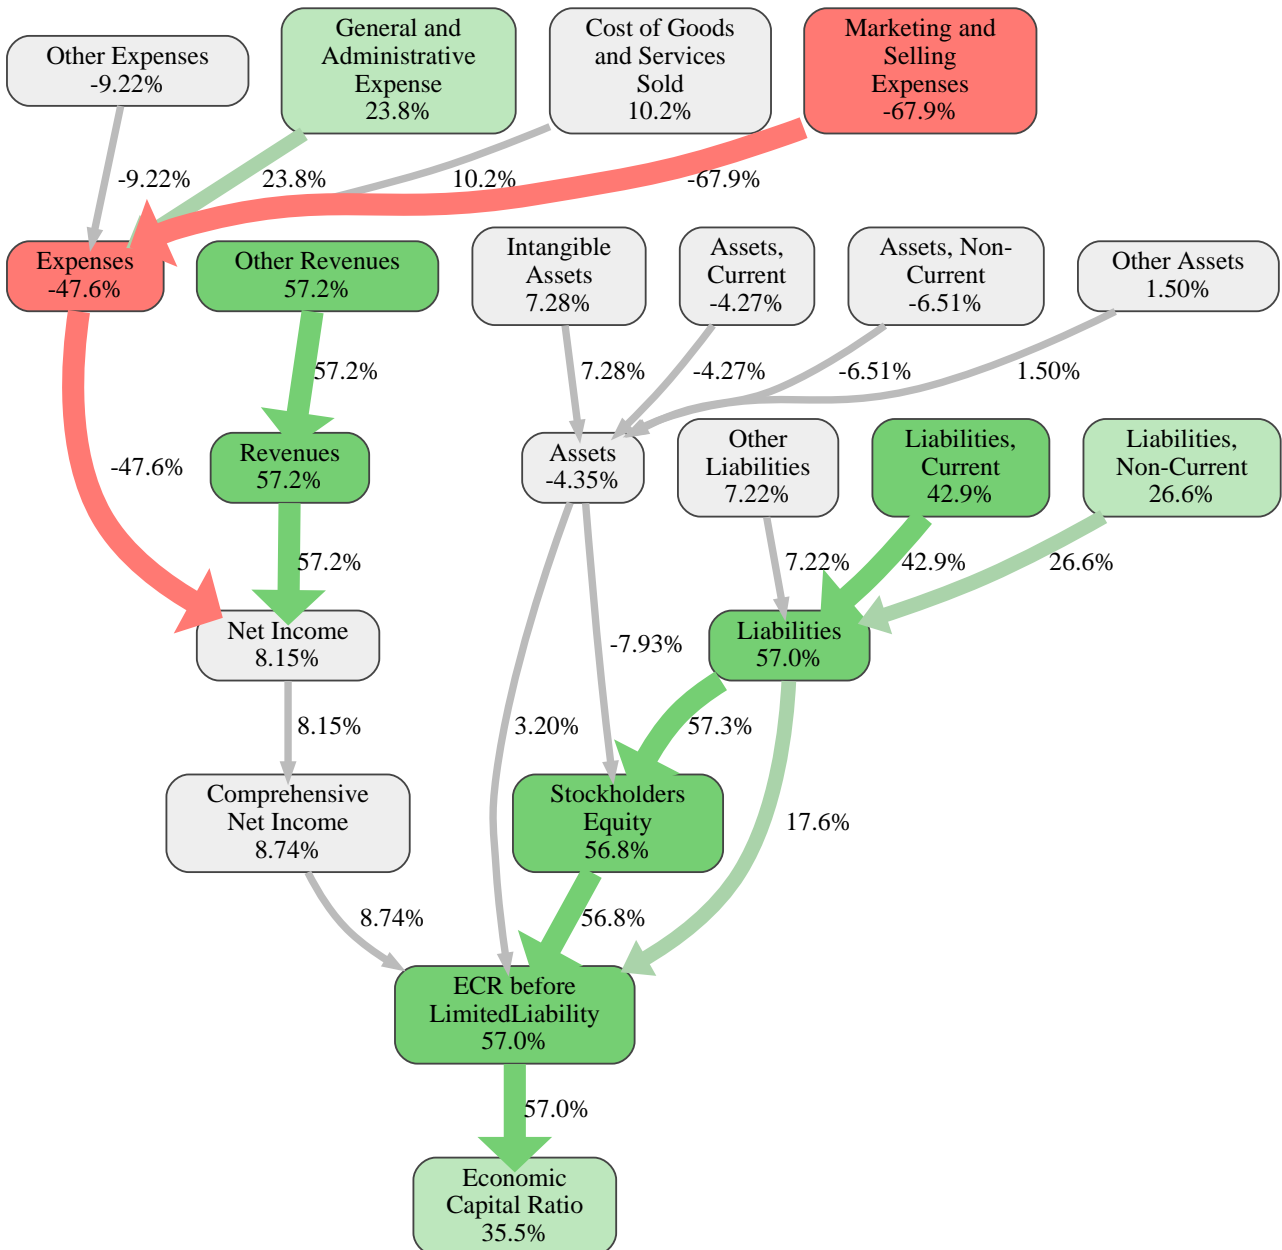 Other Expenses
-9.22%
General and
Administrative
Expense
23.8%
Cost of Goods
and Services
Sold
10.2%
Marketing and
Selling
Expenses
-67.9%
-9.22%
23.8%
10.2%
-67.9%
Expenses
-47.6%
Other Revenues
57.2%
Intangible
Assets
7.28%
Assets,
Current
-4.27%
Assets, Non-
Current
-6.51%
Other Assets
1.50%
57.2%
7.28%
-4.27%
-6.51%
1.50%
-47.6%
Revenues
57.2%
Assets
-4.35%
Other
Liabilities
7.22%
Liabilities,
Current
42.9%
Liabilities,
Non-Current
26.6%
57.2%
7.22%
42.9%
26.6%
Net Income
8.15%
-7.93%
Liabilities
57.0%
8.15%
3.20%
57.3%
Comprehensive
Net Income
8.74%
Stockholders
Equity
56.8%
17.6%
8.74%
56.8%
ECR before
LimitedLiability
57.0%
57.0%
Economic
Capital Ratio
35.5%